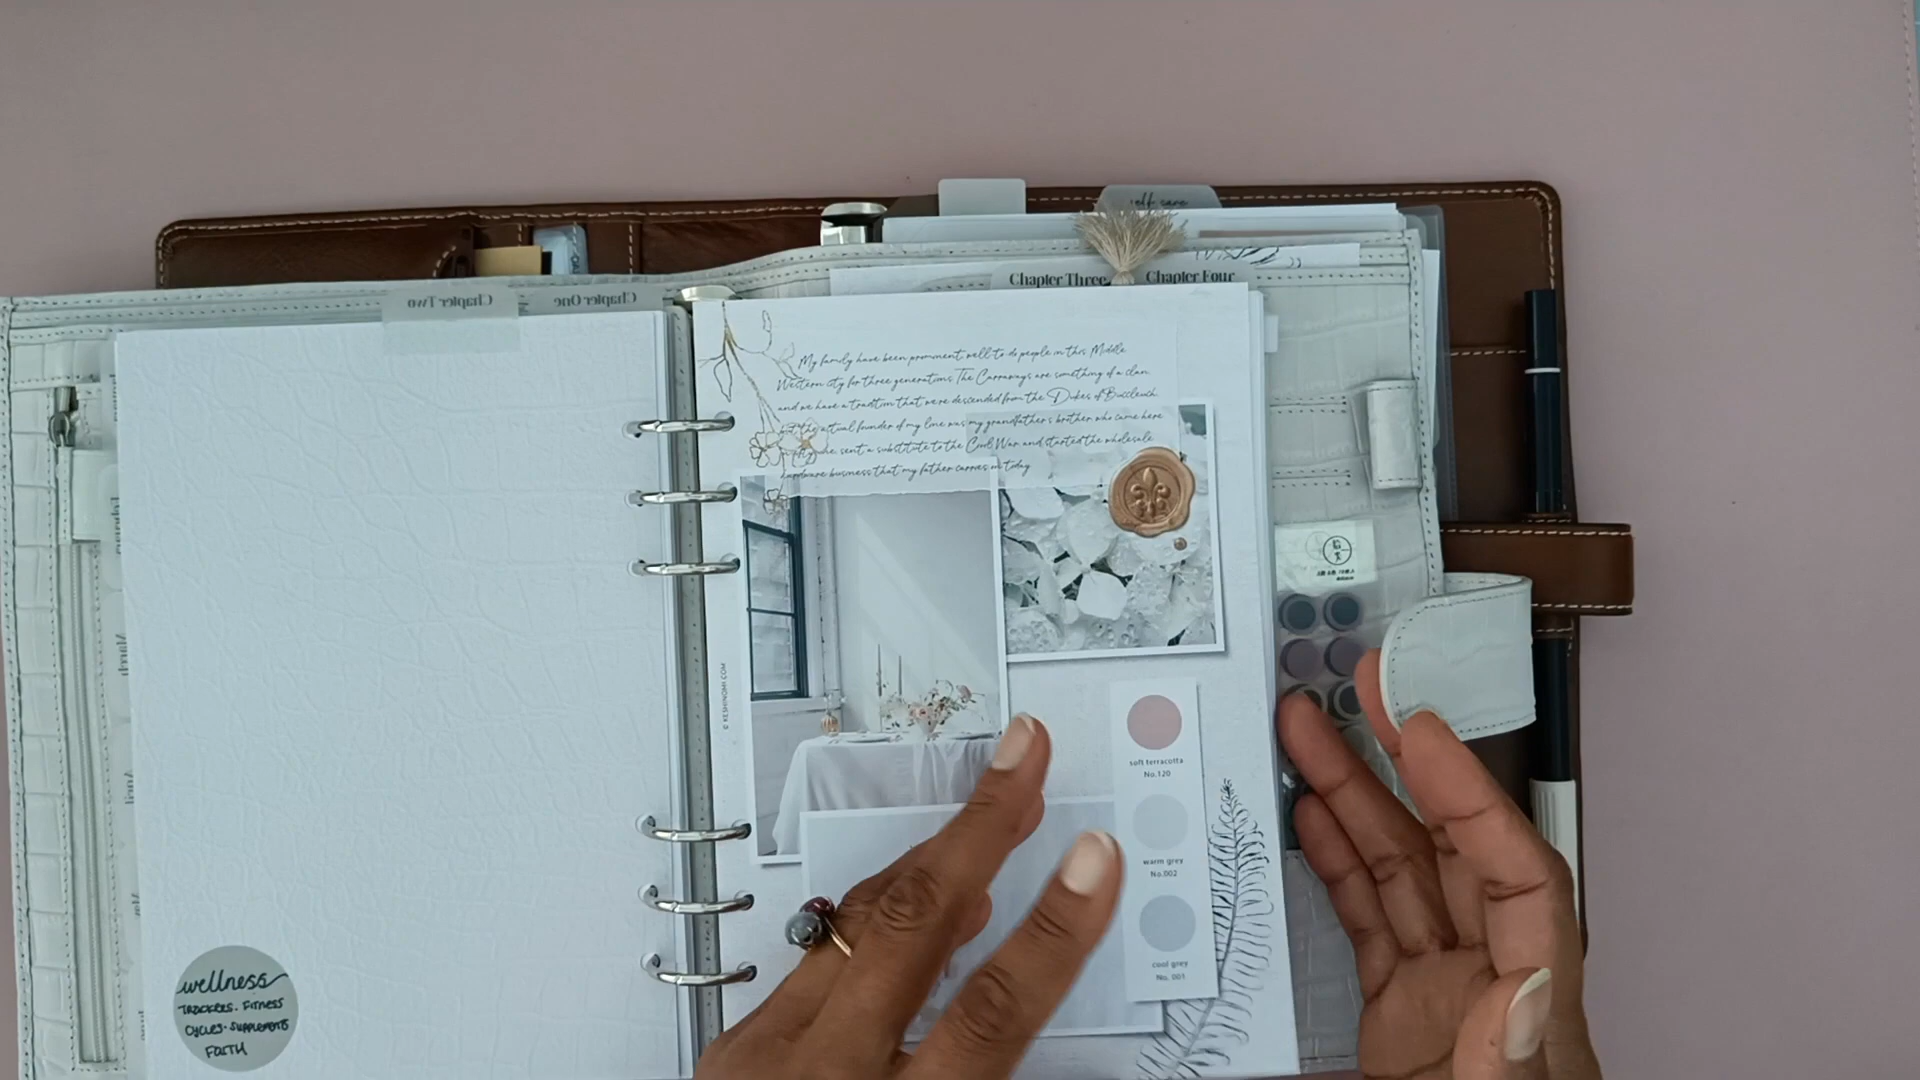 self care
Chapter Three
Chapter Four
Chapter Two
Chapter One
My family have been prominent, well-to-do people in this Middle
Western city for three generations. The Carraways are something of a clan,
and we have a tradition that we're descended from the Dukes of Buccleuch,
but the actual founder of my line was my grandfather's brother, who came here
sent a substitute to the Civil War, and started the wholesale
hardware business that my father carries on today
© KESHINOMI.COM
soft terracotta
No.120
warm grey
No.002
cool grey
No. 001
wellness
TRACKERS. FITNESS
CYCLES. SUPPLEMENTS
FAITH